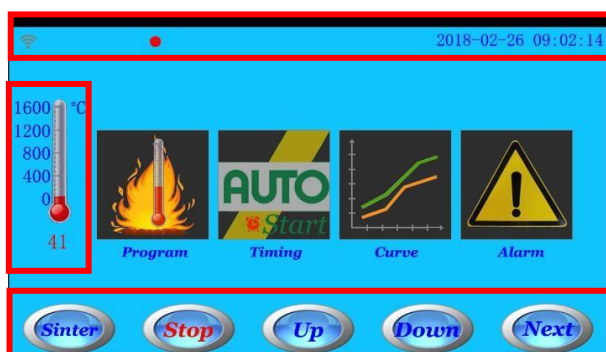 2018-02-26 09:02:14
1600 ℃
1200
800
400
0
41
AUTO
Start
Program
Timing
Curve
Alarm
Sinter
Stop
Up
Down
Next